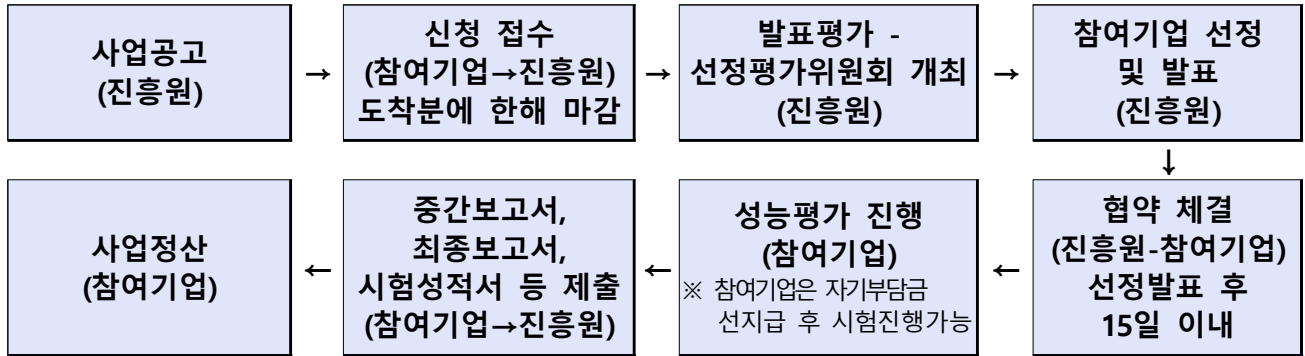 사업공고
(진흥원)
→
신청 접수
(참여기업→진흥원)
도착분에 한해 마감
→
발표평가 -
선정평가위원회 개최
(진흥원)
→
참여기업 선정
및 발표
(진흥원)
↓
협약 체결
(진흥원-참여기업)
선정발표 후
15일 이내
←
성능평가 진행
(참여기업)
※ 참여기업은 자기부담금
선지급 후 시험진행가능
←
중간보고서,
최종보고서,
시험성적서 등 제출
(참여기업→진흥원)
←
사업정산
(참여기업)